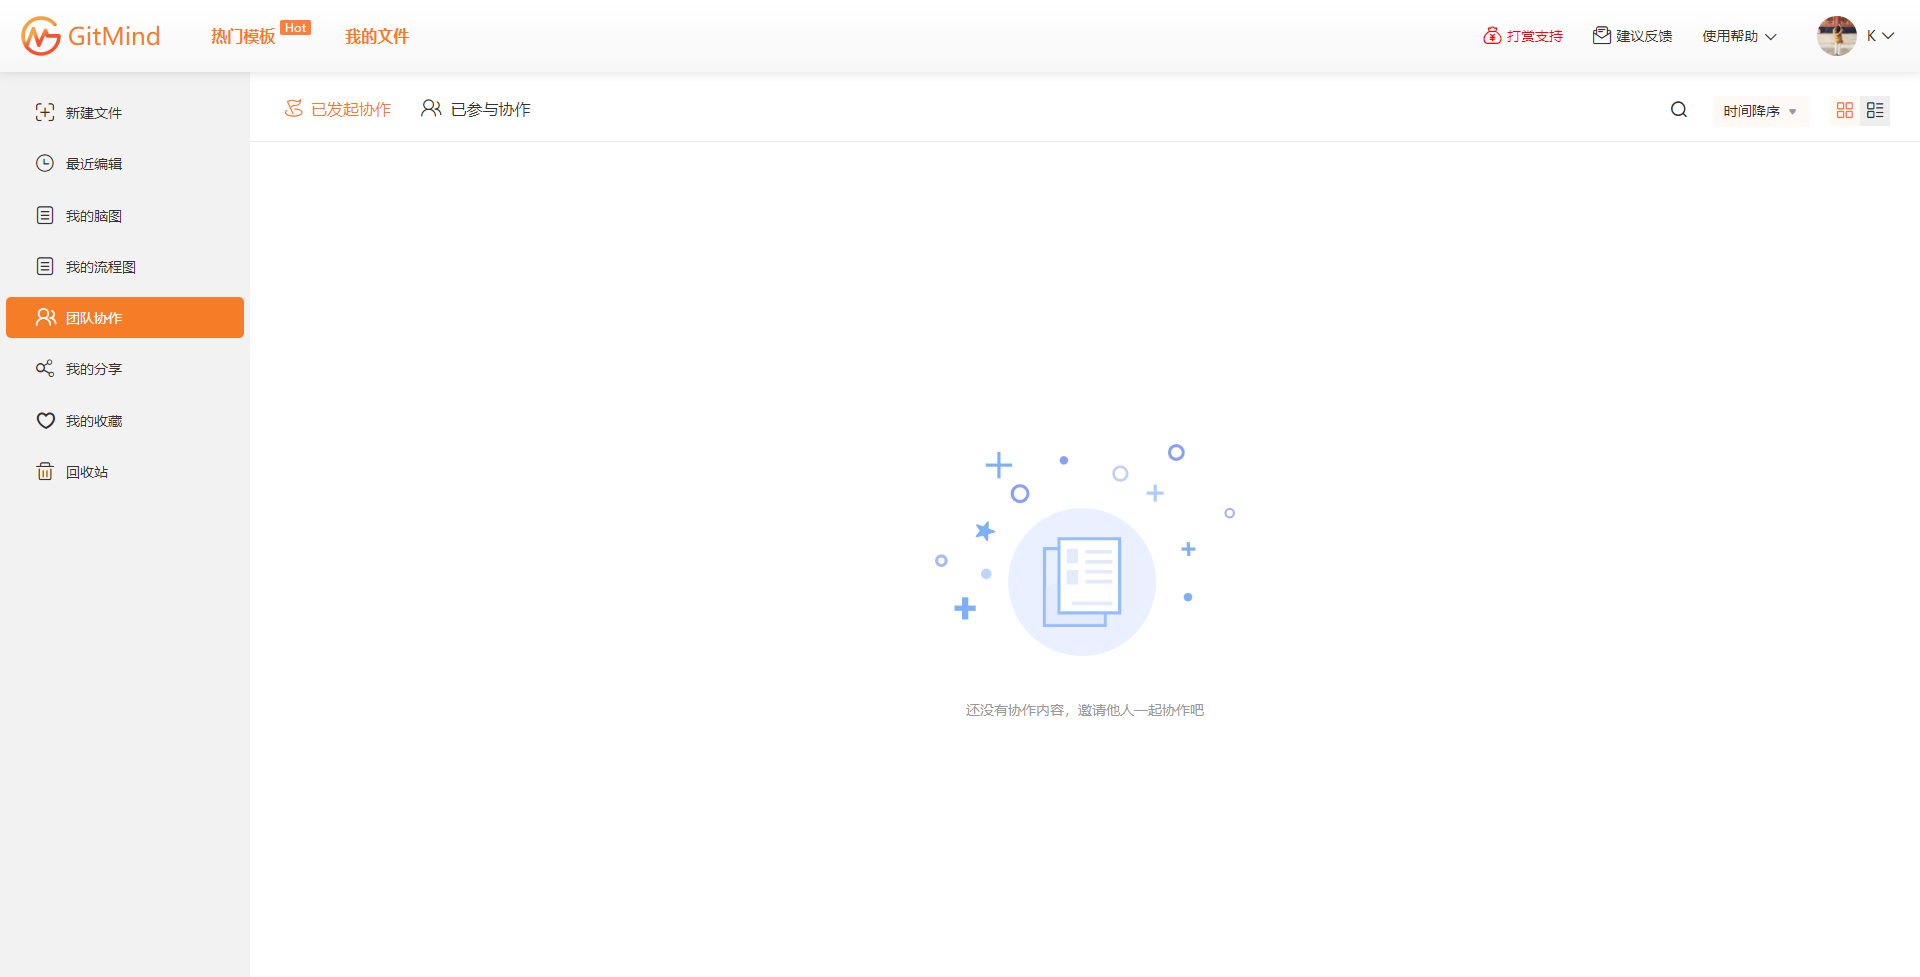 GitMind
热门模板
Hot
我的文件
打赏支持
建议反馈
使用帮助
K
新建文件
最近编辑
我的脑图
我的流程图
团队协作
我的分享
我的收藏
回收站
已发起协作
已参与协作
时间降序
还没有协作内容，邀请他人一起协作吧